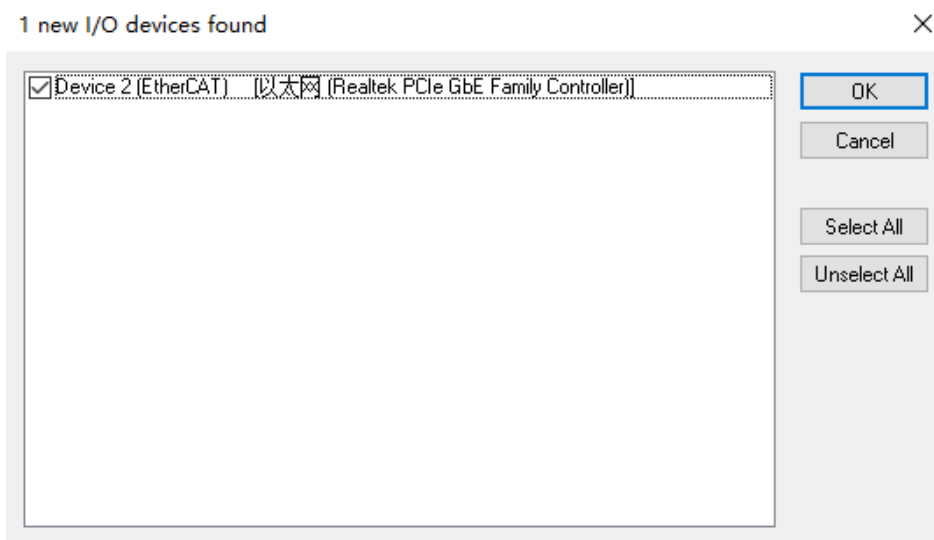 1 new I/O devices found
Device 2 (EtherCAT) [以太网 (Realtek PCIe GbE Family Controller)]
OK
Cancel
Select All
Unselect All